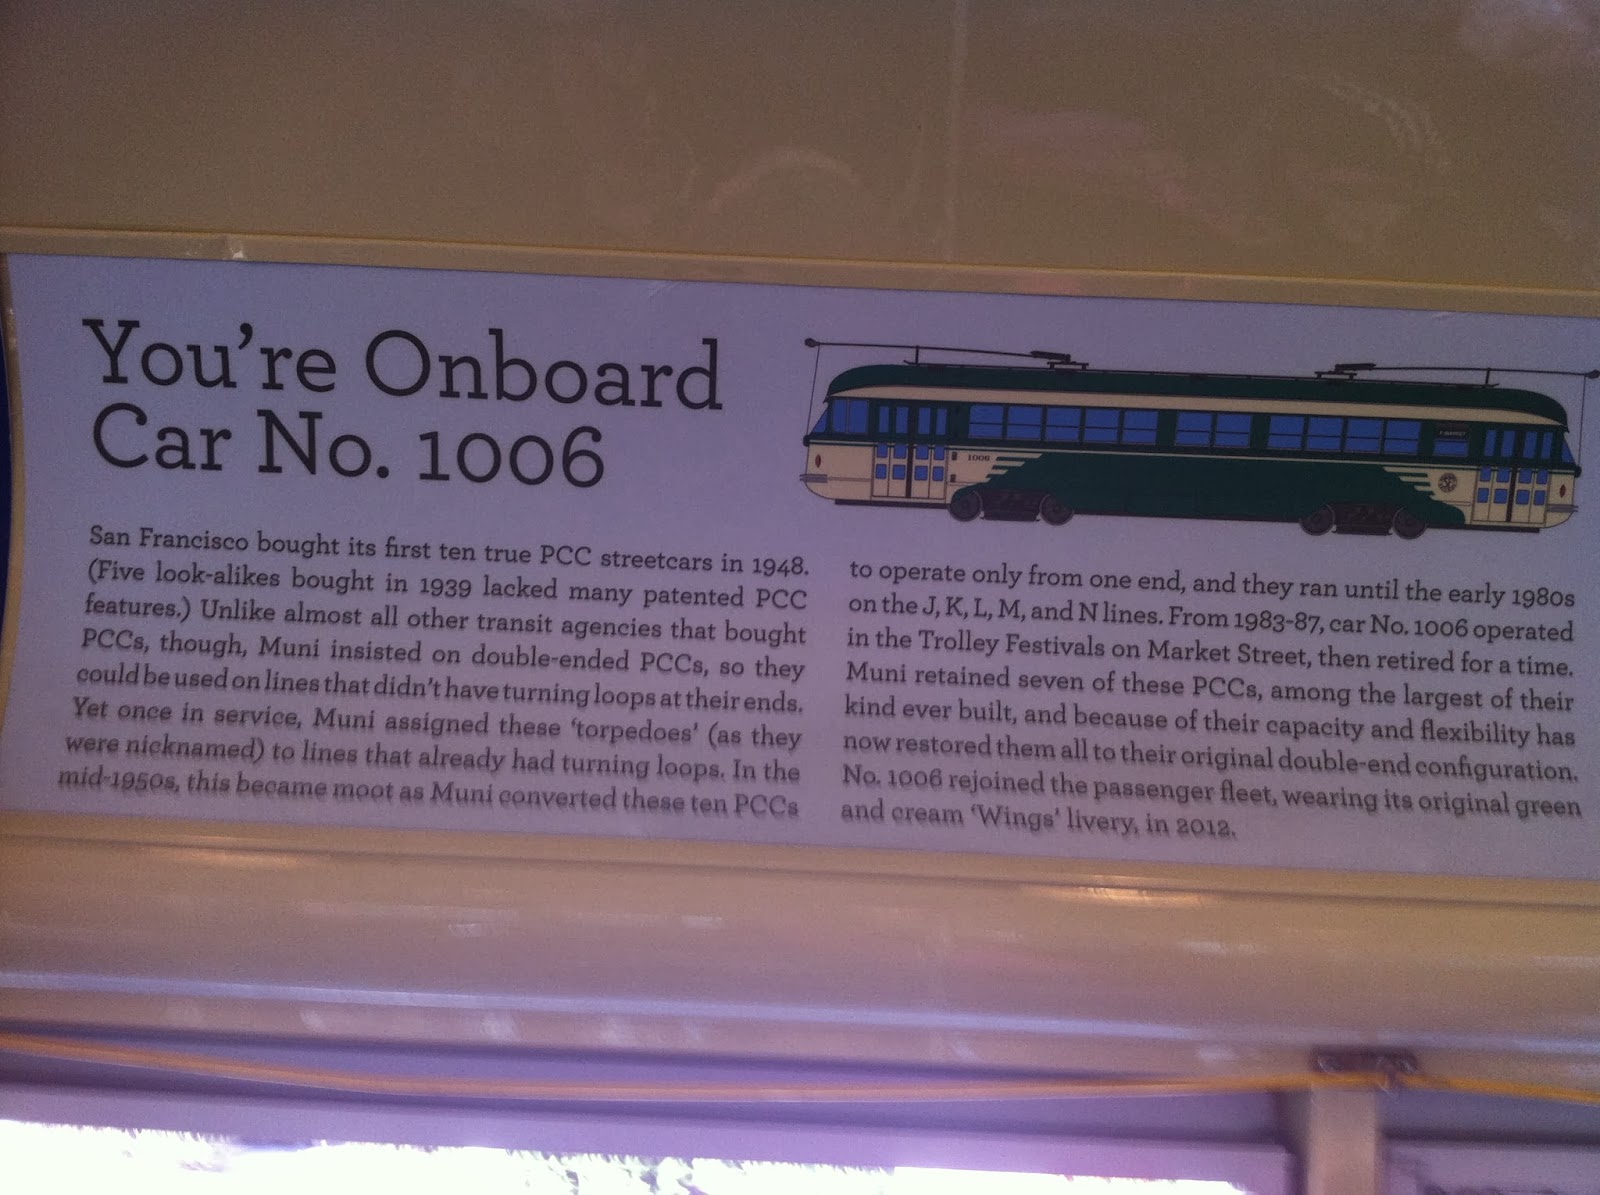 You're Onboard
Car No. 1006
San Francisco bought its first ten true PCC streetcars in 1948.
(Five look-alikes bought in 1939 lacked many patented PCC
features.) Unlike almost all other transit agencies that bought
PCCs, though, Muni insisted on double-ended PCCs, so they
could be used on lines that didn't have turning loops at their ends.
Yet once in service, Muni assigned these 'torpedoes' (as they
were nicknamed) to lines that already had turning loops. In the
mid-1950s, this became moot as Muni converted these ten PCCs
1006
to operate only from one end, and they ran until the early 1980s
on the J, K, L, M, and N lines. From 1983-87, car No. 1006 operated
in the Trolley Festivals on Market Street, then retired for a time.
Muni retained seven of these PCCs, among the largest of their
kind ever built, and because of their capacity and flexibility has
now restored them all to their original double-end configuration.
No. 1006 rejoined the passenger fleet, wearing its original green
and cream 'Wings' livery, in 2012.